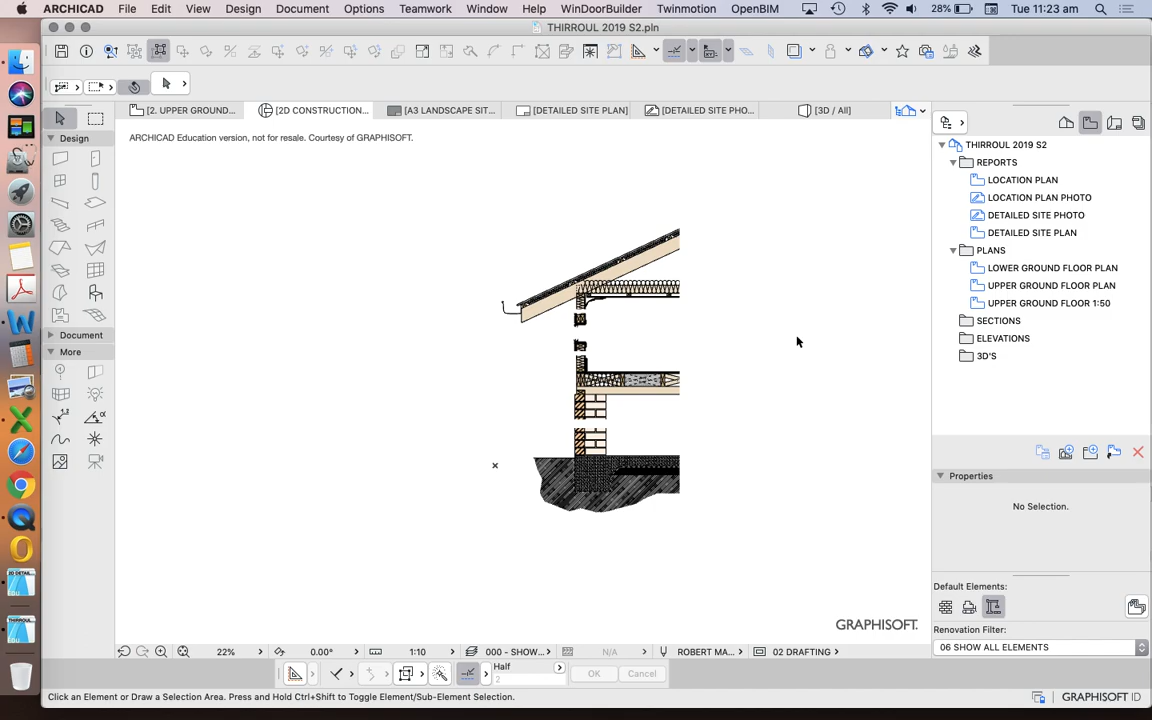 ARCHICAD File Edit View Design Document Options Teamwork Window Help WinDoorBuilder Twinmotion OpenBIM 28% Tue 11:23 am
THIRROUL 2019 S2.pln
[2. UPPER GROUND... [2D CONSTRUCTION... [A3 LANDSCAPE SIT... [DETAILED SITE PLAN] [DETAILED SITE PHO... [3D / All]
ARCHICAD Education version, not for resale. Courtesy of GRAPHISOFT.
Design
Document
More
THIRROUL 2019 S2
REPORTS
LOCATION PLAN
LOCATION PLAN PHOTO
DETAILED SITE PHOTO
DETAILED SITE PLAN
PLANS
LOWER GROUND FLOOR PLAN
UPPER GROUND FLOOR PLAN
UPPER GROUND FLOOR 1:50
SECTIONS
ELEVATIONS
3D'S
Properties
No Selection.
Default Elements:
Renovation Filter:
06 SHOW ALL ELEMENTS
GRAPHISOFT.
22% 0.00° 1:10 000 - SHOW... N/A ROBERT MA... 02 DRAFTING
Half
2
OK Cancel
Click an Element or Draw a Selection Area. Press and Hold Ctrl+Shift to Toggle Element/Sub-Element Selection.
GRAPHISOFT ID